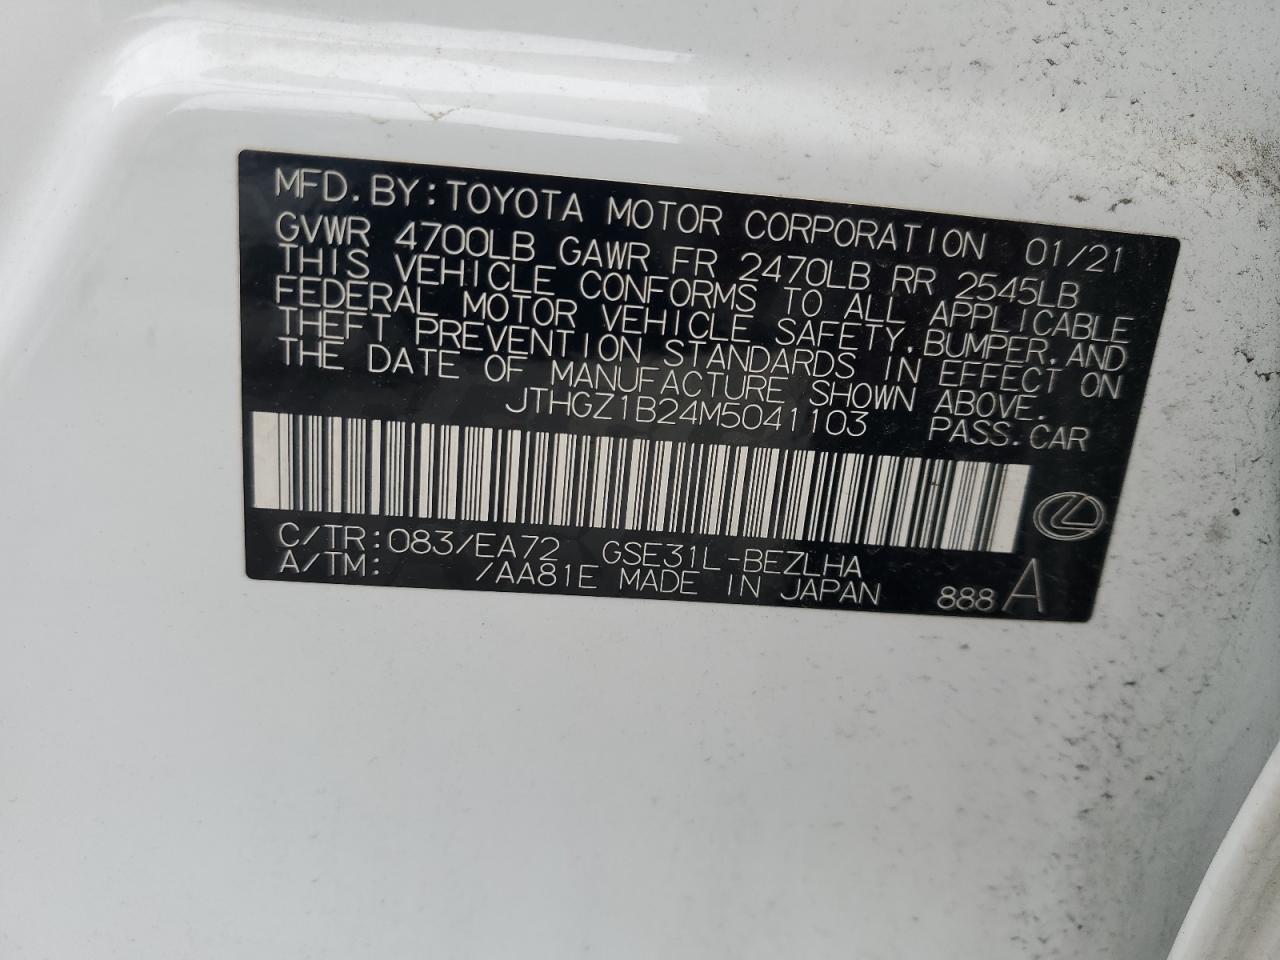 MFD.BY:TOYOTA MOTOR CORPORATION 01/21
GVWR 4700LB GAWR FR 2470LB RR 2545LB
THIS VEHICLE CONFORMS TO ALL APPLICABLE
FEDERAL MOTOR VEHICLE SAFETY,BUMPER,AND
THEFT PREVENTION STANDARDS IN EFFECT ON
THE DATE OF MANUFACTURE SHOWN ABOVE.
JTHGZ1B24M5041103 PASS.CAR
C/TR:083/EA72 GSE31L-BEZLHA
A/TM: /AA81E MADE IN JAPAN 888 A